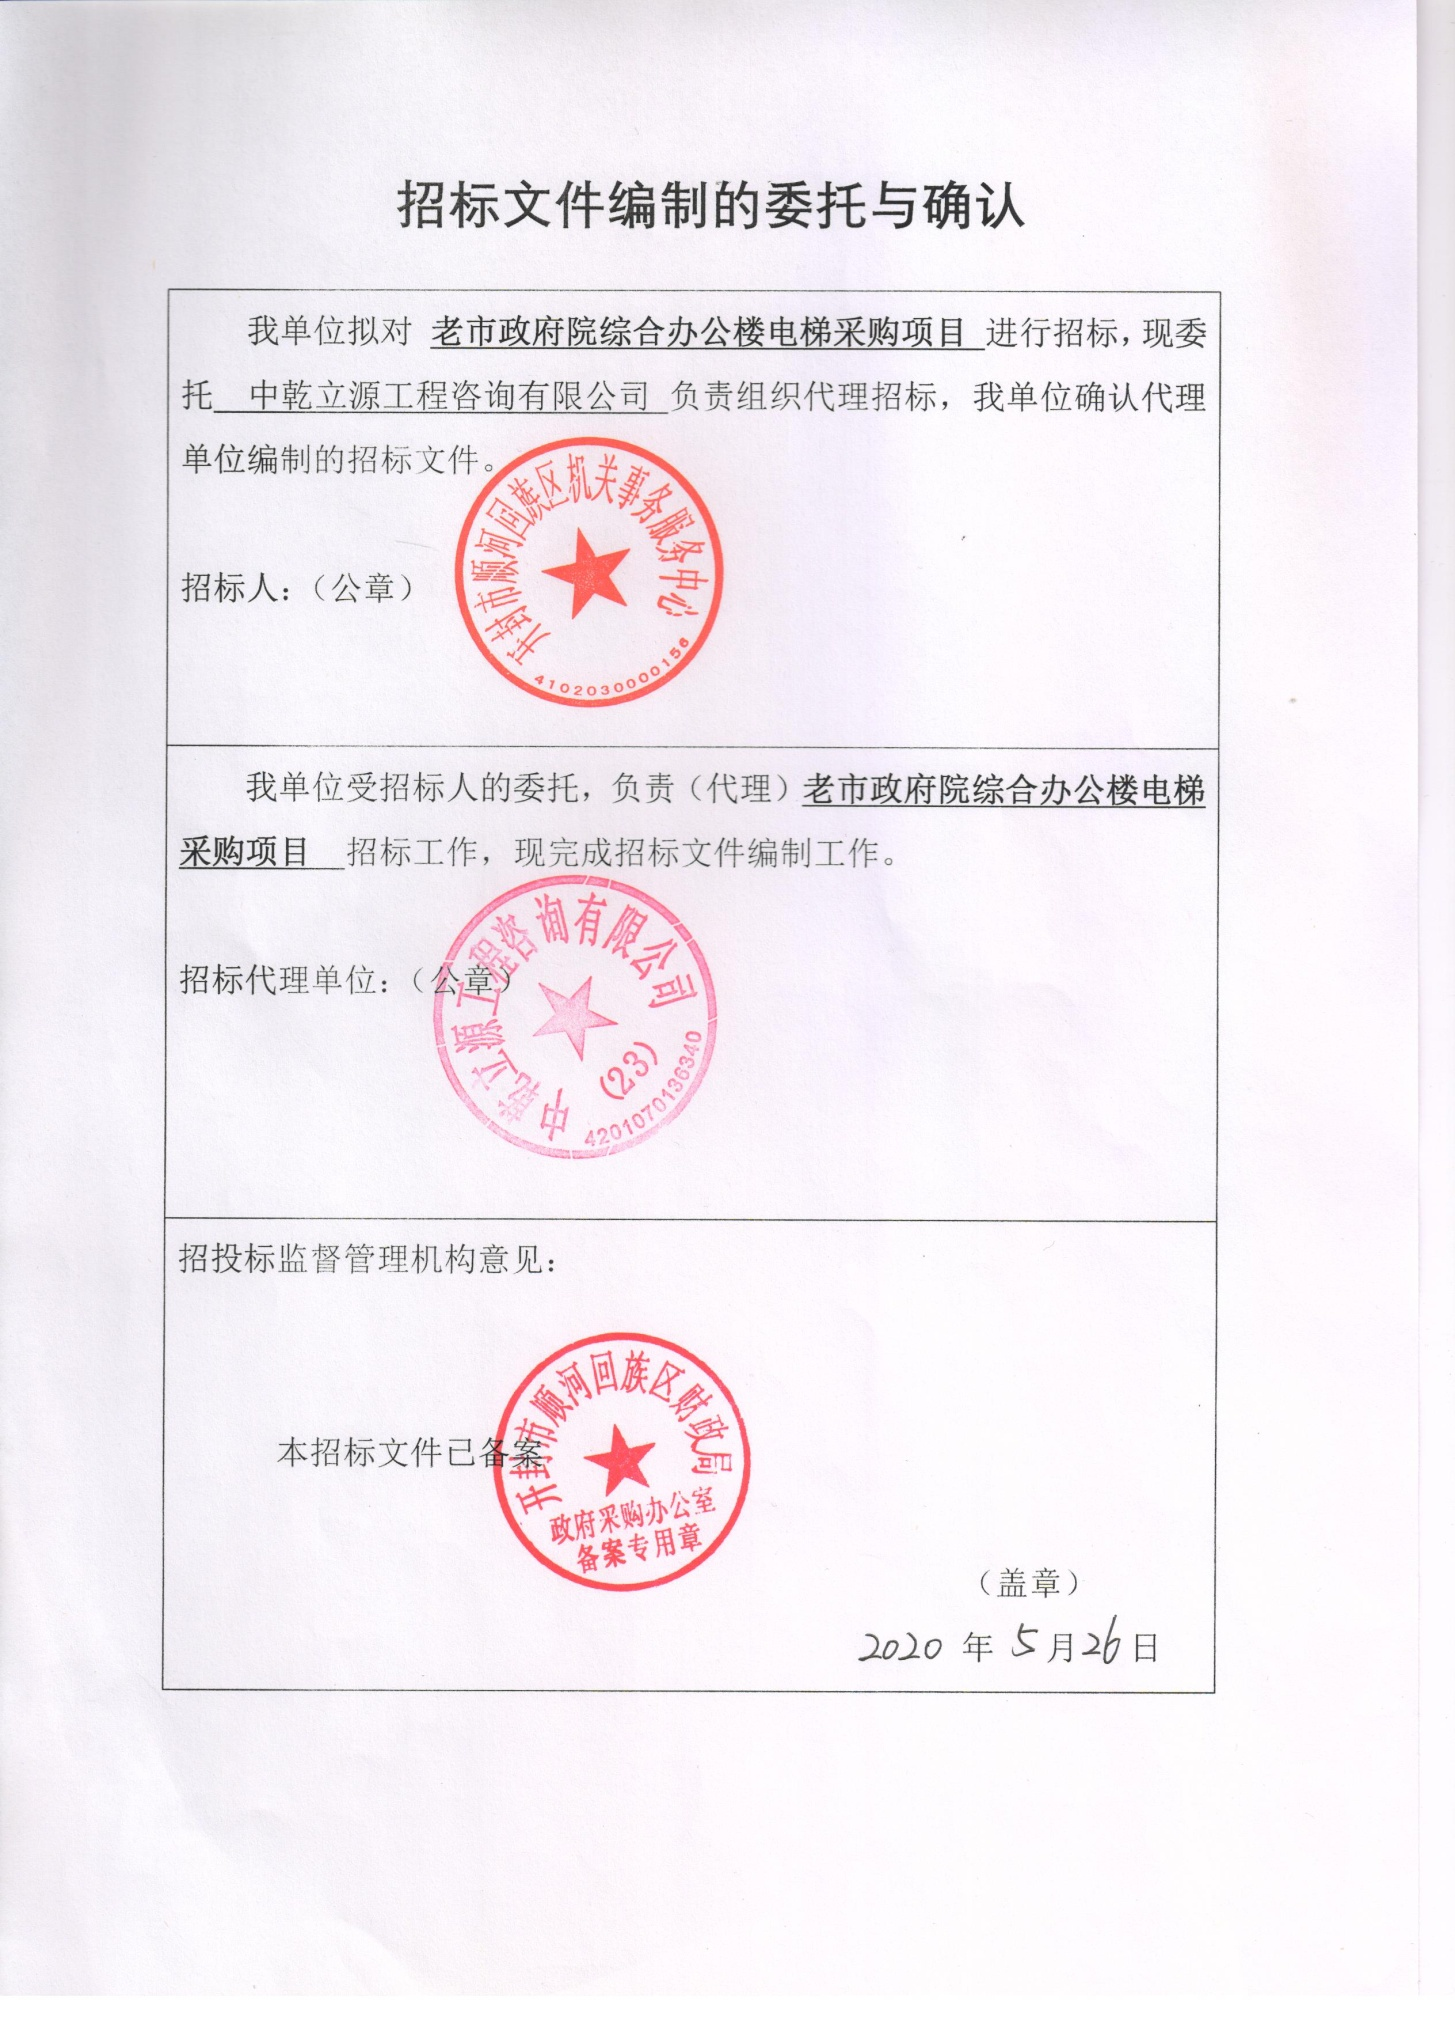 招标文件编制的委托与确认
我单位拟对 老市政府院综合办公楼电梯采购项目 进行招标，现委
托 中乾立源工程咨询有限公司 负责组织代理招标，我单位确认代理
单位编制的招标文件。
开封市顺河回族区机关事务服务中心
招标人：（公章）
4102030000156
我单位受招标人的委托，负责（代理）老市政府院综合办公楼电梯
采购项目 招标工作，现完成招标文件编制工作。
中乾立源工程咨询有限公司
招标代理单位：（公章）
(23)
4201070136340
招投标监督管理机构意见：
开封市顺河回族区财政局
本招标文件已备案
政府采购办公室
备案专用章
（盖章）
2020 年 5 月 26 日